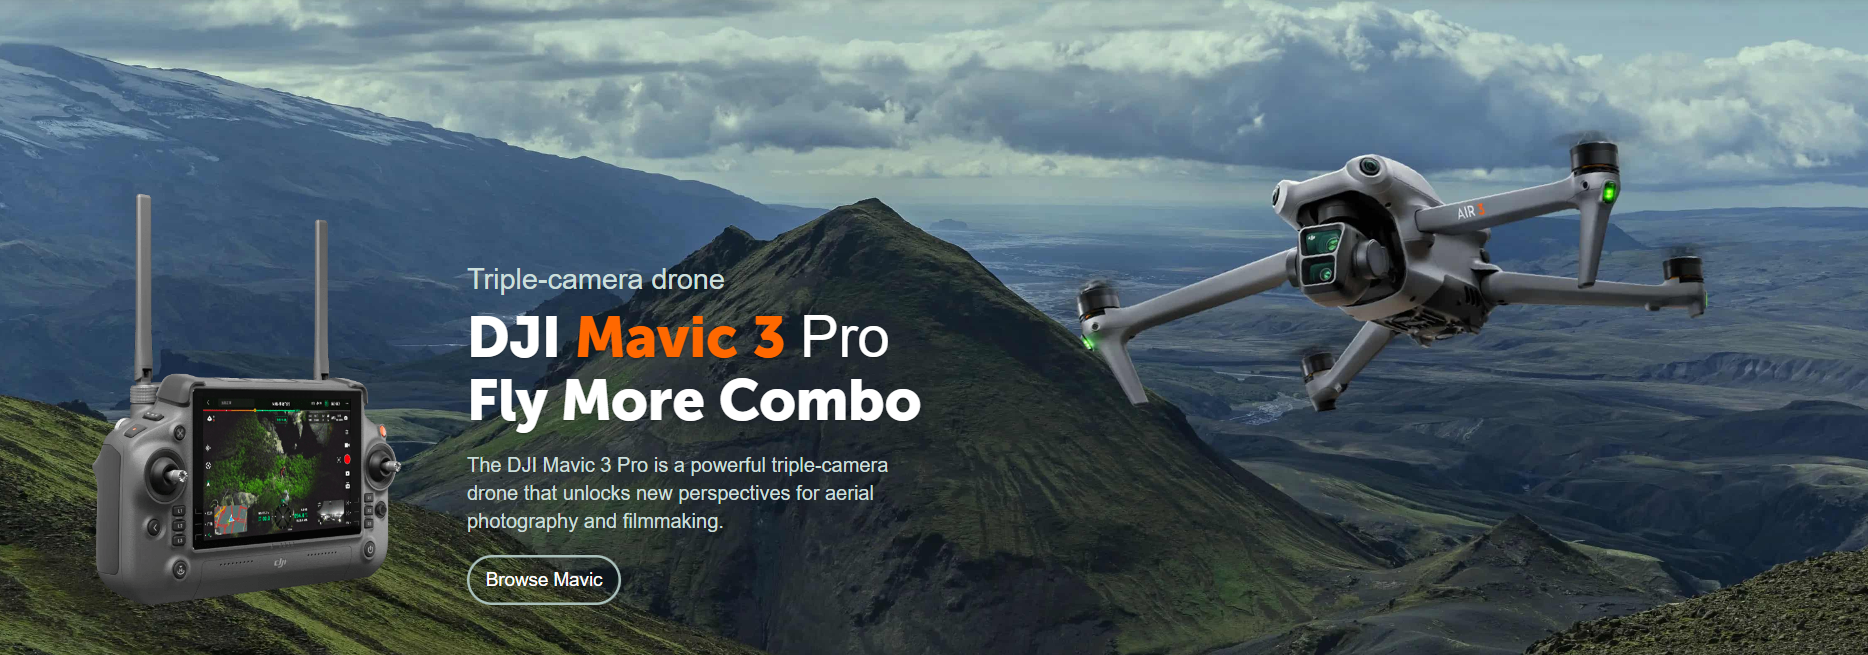 Triple-camera drone
DJI Mavic 3 Pro
Fly More Combo
The DJI Mavic 3 Pro is a powerful triple-camera
drone that unlocks new perspectives for aerial
photography and filmmaking.
Browse Mavic
AIR 3
dji